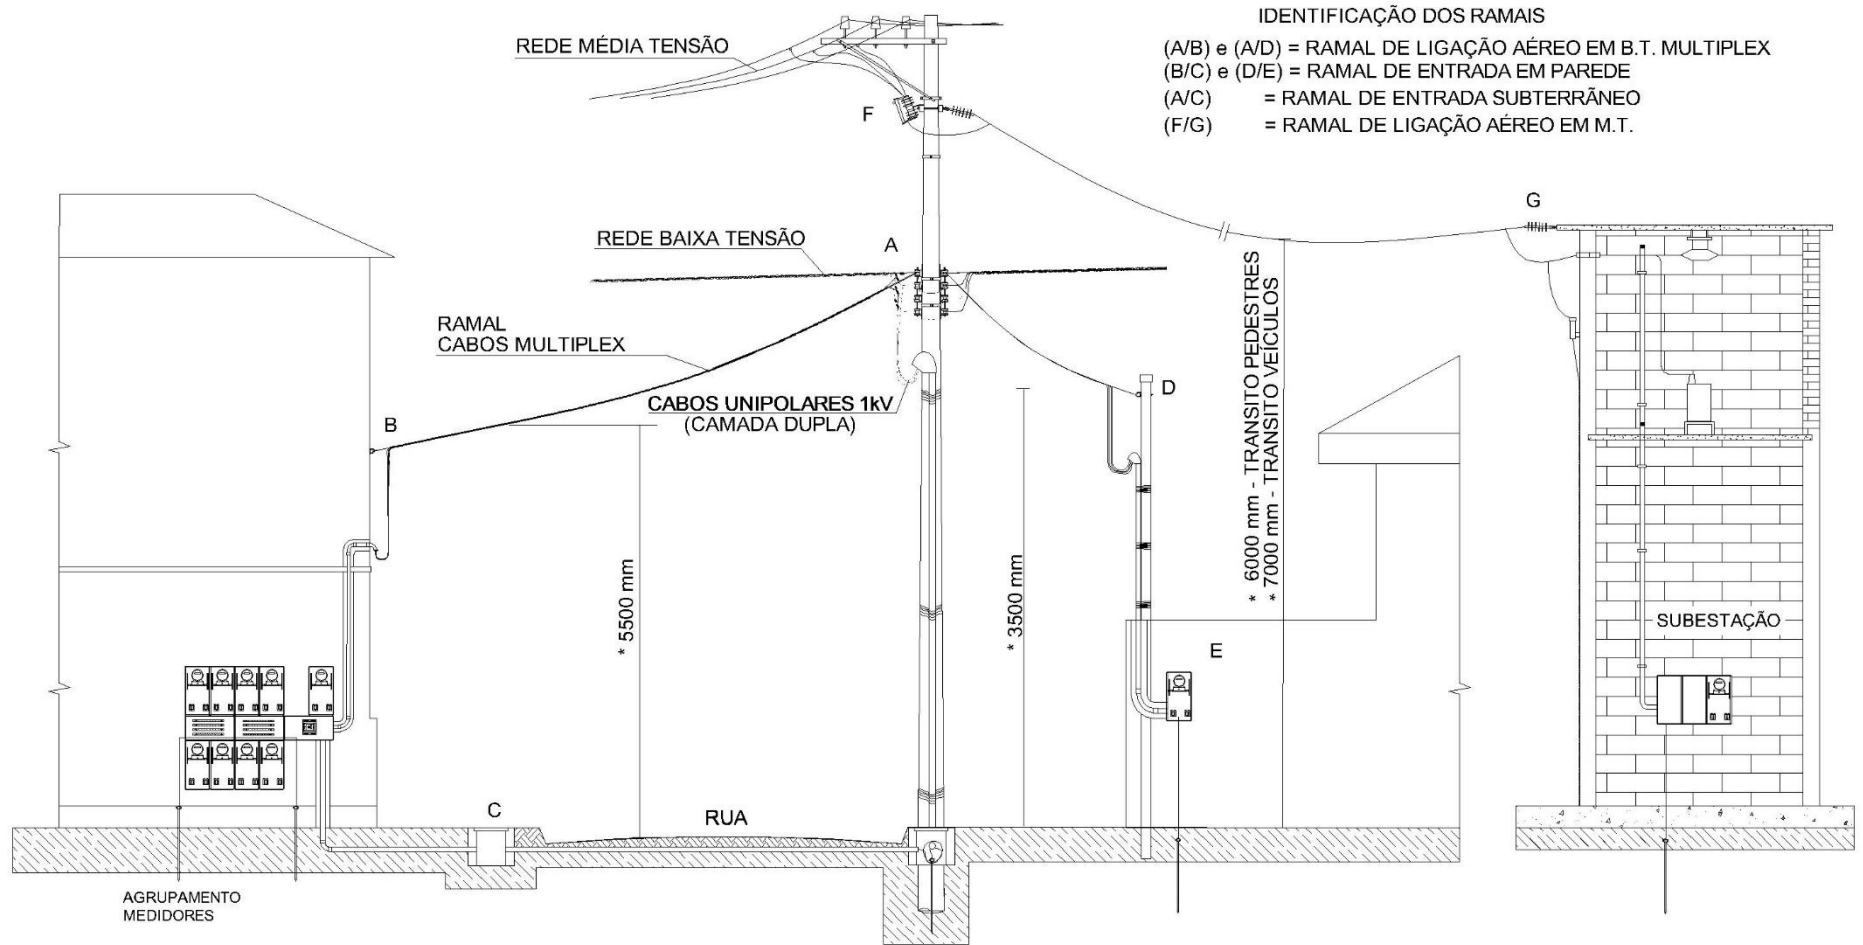 IDENTIFICAÇÃO DOS RAMAIS
(A/B) e (A/D) = RAMAL DE LIGAÇÃO AÉREO EM B.T. MULTIPLEX
(B/C) e (D/E) = RAMAL DE ENTRADA EM PAREDE
(A/C) = RAMAL DE ENTRADA SUBTERRÃNEO
(F/G) = RAMAL DE LIGAÇÃO AÉREO EM M.T.
REDE MÉDIA TENSÃO
F
G
REDE BAIXA TENSÃO
A
RAMAL
CABOS MULTIPLEX
CABOS UNIPOLARES 1kV
(CAMADA DUPLA)
B
D
* 5500 mm
* 3500 mm
* 6000 mm - TRANSITO PEDESTRES
* 7000 mm - TRANSITO VEÍCULOS
E
SUBESTAÇÃO
C
RUA
AGRUPAMENTO
MEDIDORES